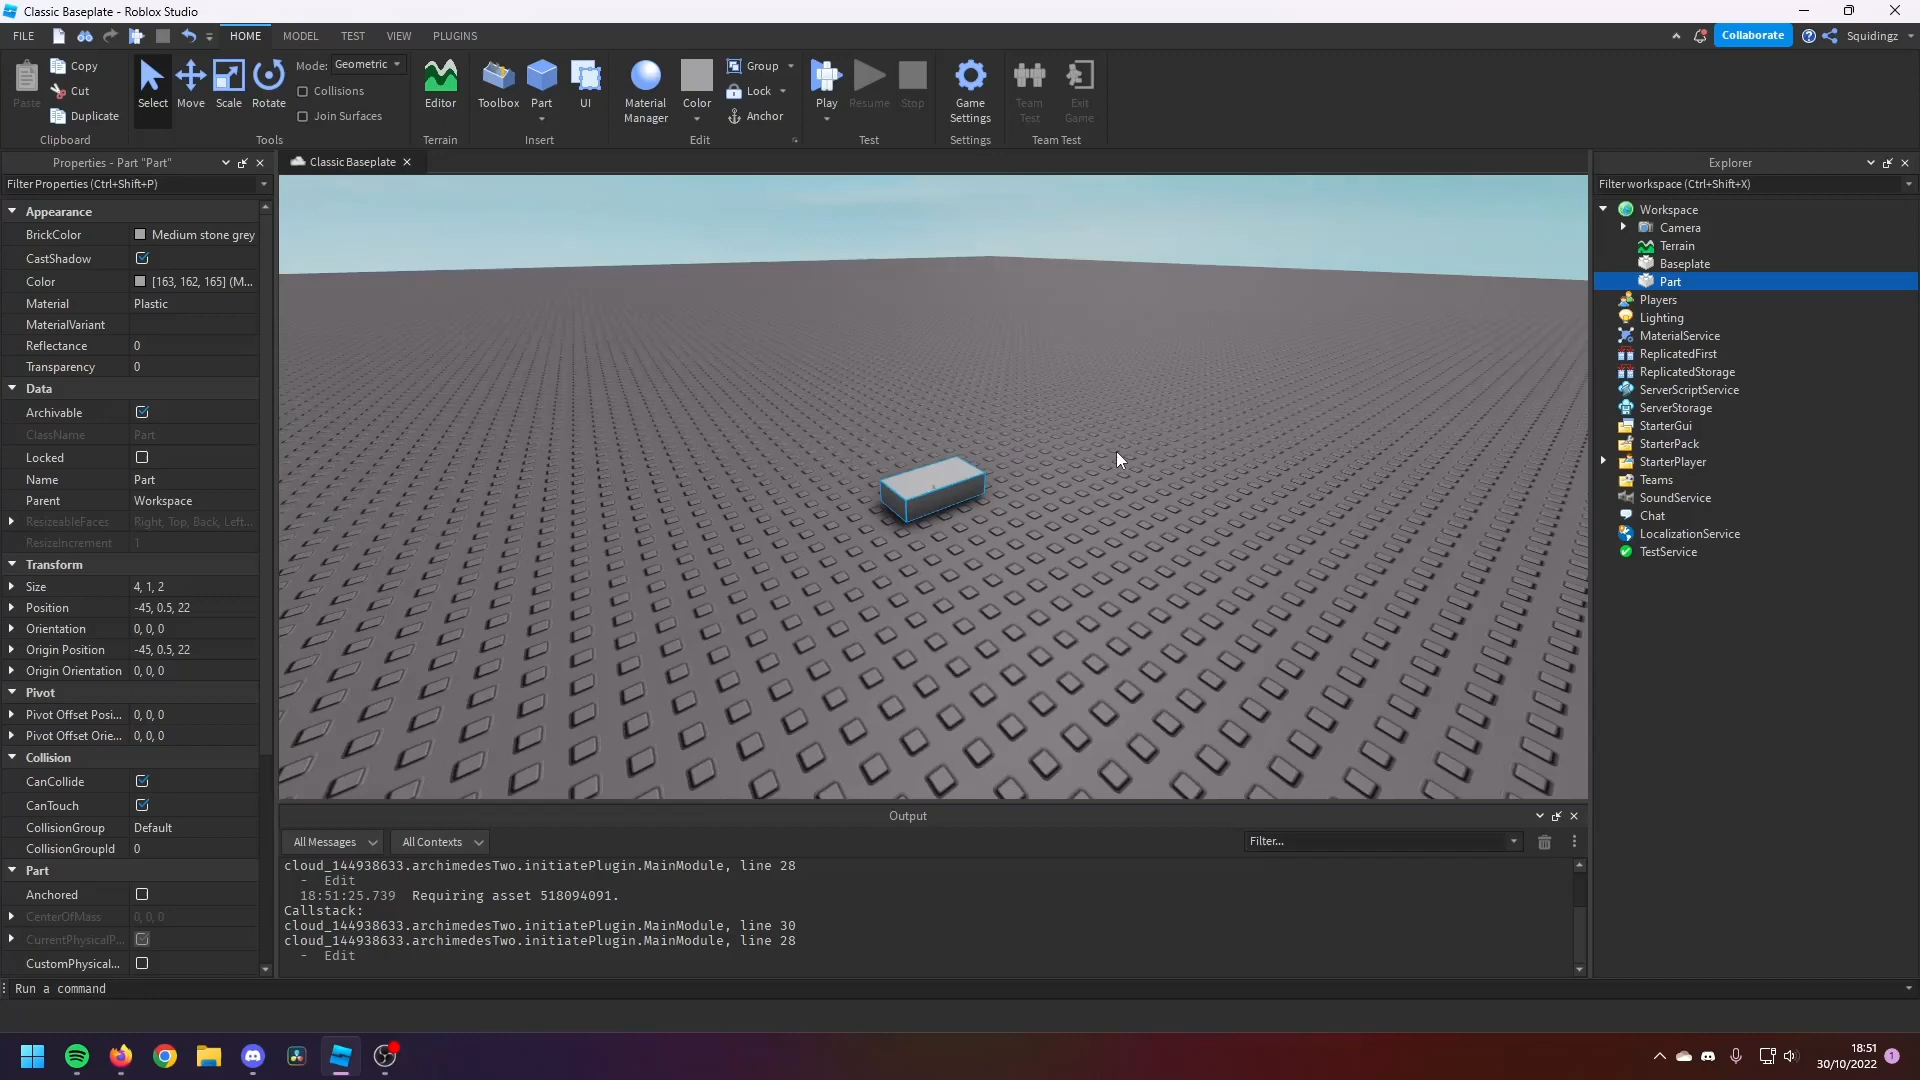 Classic Baseplate - Roblox Studio
FILE HOME MODEL TEST VIEW PLUGINS Collaborate Squidingz
Paste Copy Cut Duplicate
Clipboard
Select Move Scale Rotate
Mode: Geometric
Collisions
Join Surfaces
Tools
Editor
Terrain
Toolbox Part UI
Insert
Material Manager Color
Group
Lock
Anchor
Edit
Play Resume Stop
Test
Game Settings
Settings
Team Test Exit Game
Team Test
Properties - Part "Part"
Filter Properties (Ctrl+Shift+P)
Appearance
BrickColor Medium stone grey
CastShadow
Color [163, 162, 165] (M...
Material Plastic
MaterialVariant
Reflectance 0
Transparency 0
Data
Archivable
ClassName Part
Locked
Name Part
Parent Workspace
ResizeableFaces Right, Top, Back, Left...
ResizeIncrement 1
Transform
Size 4, 1, 2
Position -45, 0.5, 22
Orientation 0, 0, 0
Origin Position -45, 0.5, 22
Origin Orientation 0, 0, 0
Pivot
Pivot Offset Posi... 0, 0, 0
Pivot Offset Orie... 0, 0, 0
Collision
CanCollide
CanTouch
CollisionGroup Default
CollisionGroupId 0
Part
Anchored
CenterOfMass 0, 0, 0
CurrentPhysicalP...
CustomPhysical...
Classic Baseplate
Output
All Messages All Contexts Filter...
cloud_144938633.archimedesTwo.initiatePlugin.MainModule, line 28
- Edit
18:51:25.739 Requiring asset 518094091.
Callstack:
cloud_144938633.archimedesTwo.initiatePlugin.MainModule, line 30
cloud_144938633.archimedesTwo.initiatePlugin.MainModule, line 28
- Edit
Explorer
Filter workspace (Ctrl+Shift+X)
Workspace
Camera
Terrain
Baseplate
Part
Players
Lighting
MaterialService
ReplicatedFirst
ReplicatedStorage
ServerScriptService
ServerStorage
StarterGui
StarterPack
StarterPlayer
Teams
SoundService
Chat
LocalizationService
TestService
Run a command
18:51
30/10/2022
1